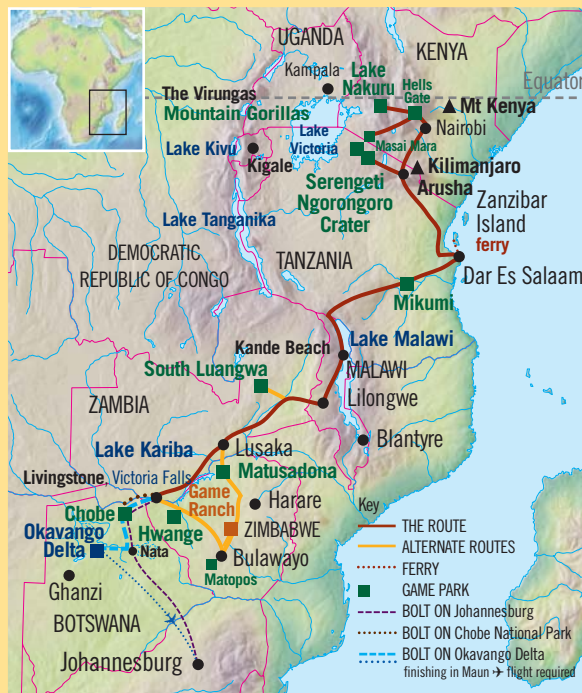 UGANDA
KENYA
Kampala
Lake
Nakuru
Hells
Gate
Equator
The Virungas
Mountain Gorillas
Mt Kenya
Nairobi
Lake
Victoria
Masai Mara
Lake Kivu
Kigale
Kilimanjaro
Arusha
Serengeti
Ngorongoro
Crater
Zanzibar
Island
ferry
Lake Tanganika
DEMOCRATIC
REPUBLIC OF CONGO
TANZANIA
Dar Es Salaam
Mikumi
Kande Beach
Lake Malawi
MALAWI
South Luangwa
Lilongwe
ZAMBIA
Blantyre
Lake Kariba
Lusaka
Livingstone, Victoria Falls
Matusadona
Game
Ranch
Harare
Chobe
Hwange
ZIMBABWE
Okavango
Delta
Nata
Bulawayo
Matopos
Ghanzi
BOTSWANA
Johannesburg
Key
THE ROUTE
ALTERNATE ROUTES
FERRY
GAME PARK
BOLT ON Johannesburg
BOLT ON Chobe National Park
BOLT ON Okavango Delta
finishing in Maun ✈ flight required